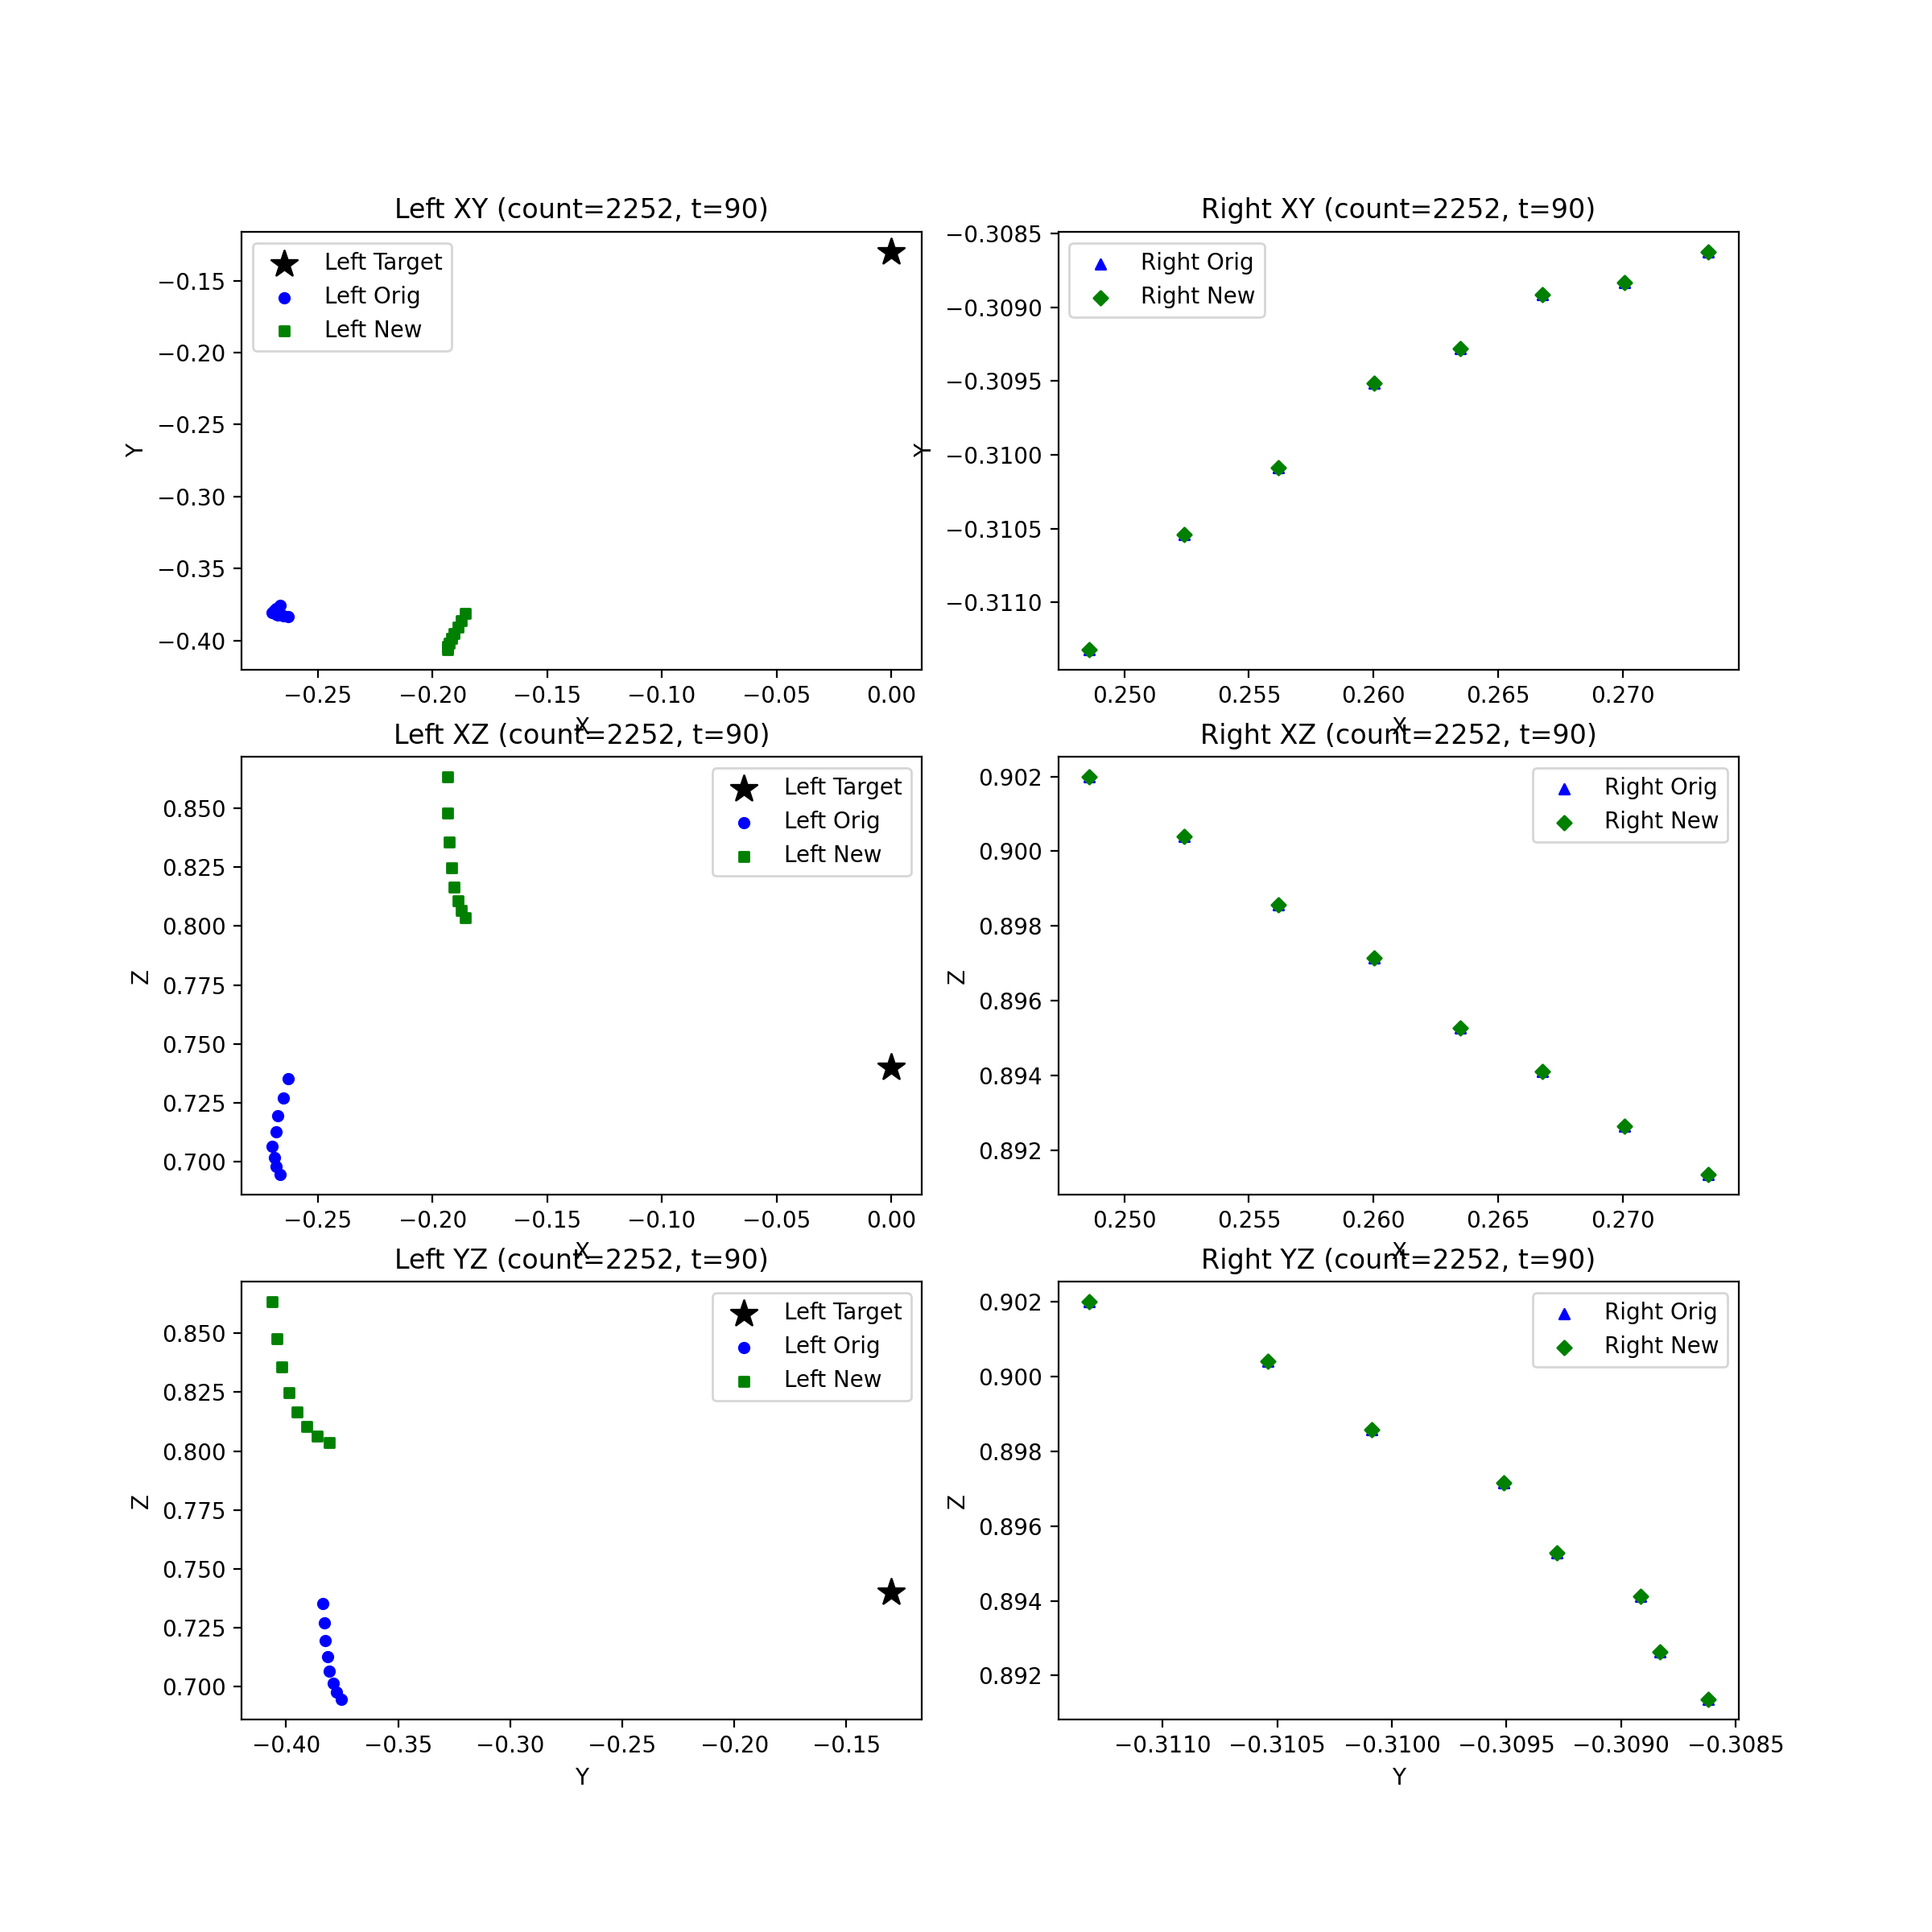 Left XY (count=2252, t=90)
Left Target
Left Orig
Left New
−0.15
−0.20
−0.25
−0.30
−0.35
−0.40
Y
−0.25
−0.20
−0.15
−0.10
−0.05
0.00
X
Right XY (count=2252, t=90)
Right Orig
Right New
−0.3085
−0.3090
−0.3095
−0.3100
−0.3105
−0.3110
Y
0.250
0.255
0.260
0.265
0.270
X
Left XZ (count=2252, t=90)
Left Target
Left Orig
Left New
0.850
0.825
0.800
0.775
0.750
0.725
0.700
Z
−0.25
−0.20
−0.15
−0.10
−0.05
0.00
X
Right XZ (count=2252, t=90)
Right Orig
Right New
0.902
0.900
0.898
0.896
0.894
0.892
Z
0.250
0.255
0.260
0.265
0.270
X
Left YZ (count=2252, t=90)
Left Target
Left Orig
Left New
0.850
0.825
0.800
0.775
0.750
0.725
0.700
Z
−0.40
−0.35
−0.30
−0.25
−0.20
−0.15
Y
Right YZ (count=2252, t=90)
Right Orig
Right New
0.902
0.900
0.898
0.896
0.894
0.892
Z
−0.3110
−0.3105
−0.3100
−0.3095
−0.3090
−0.3085
Y